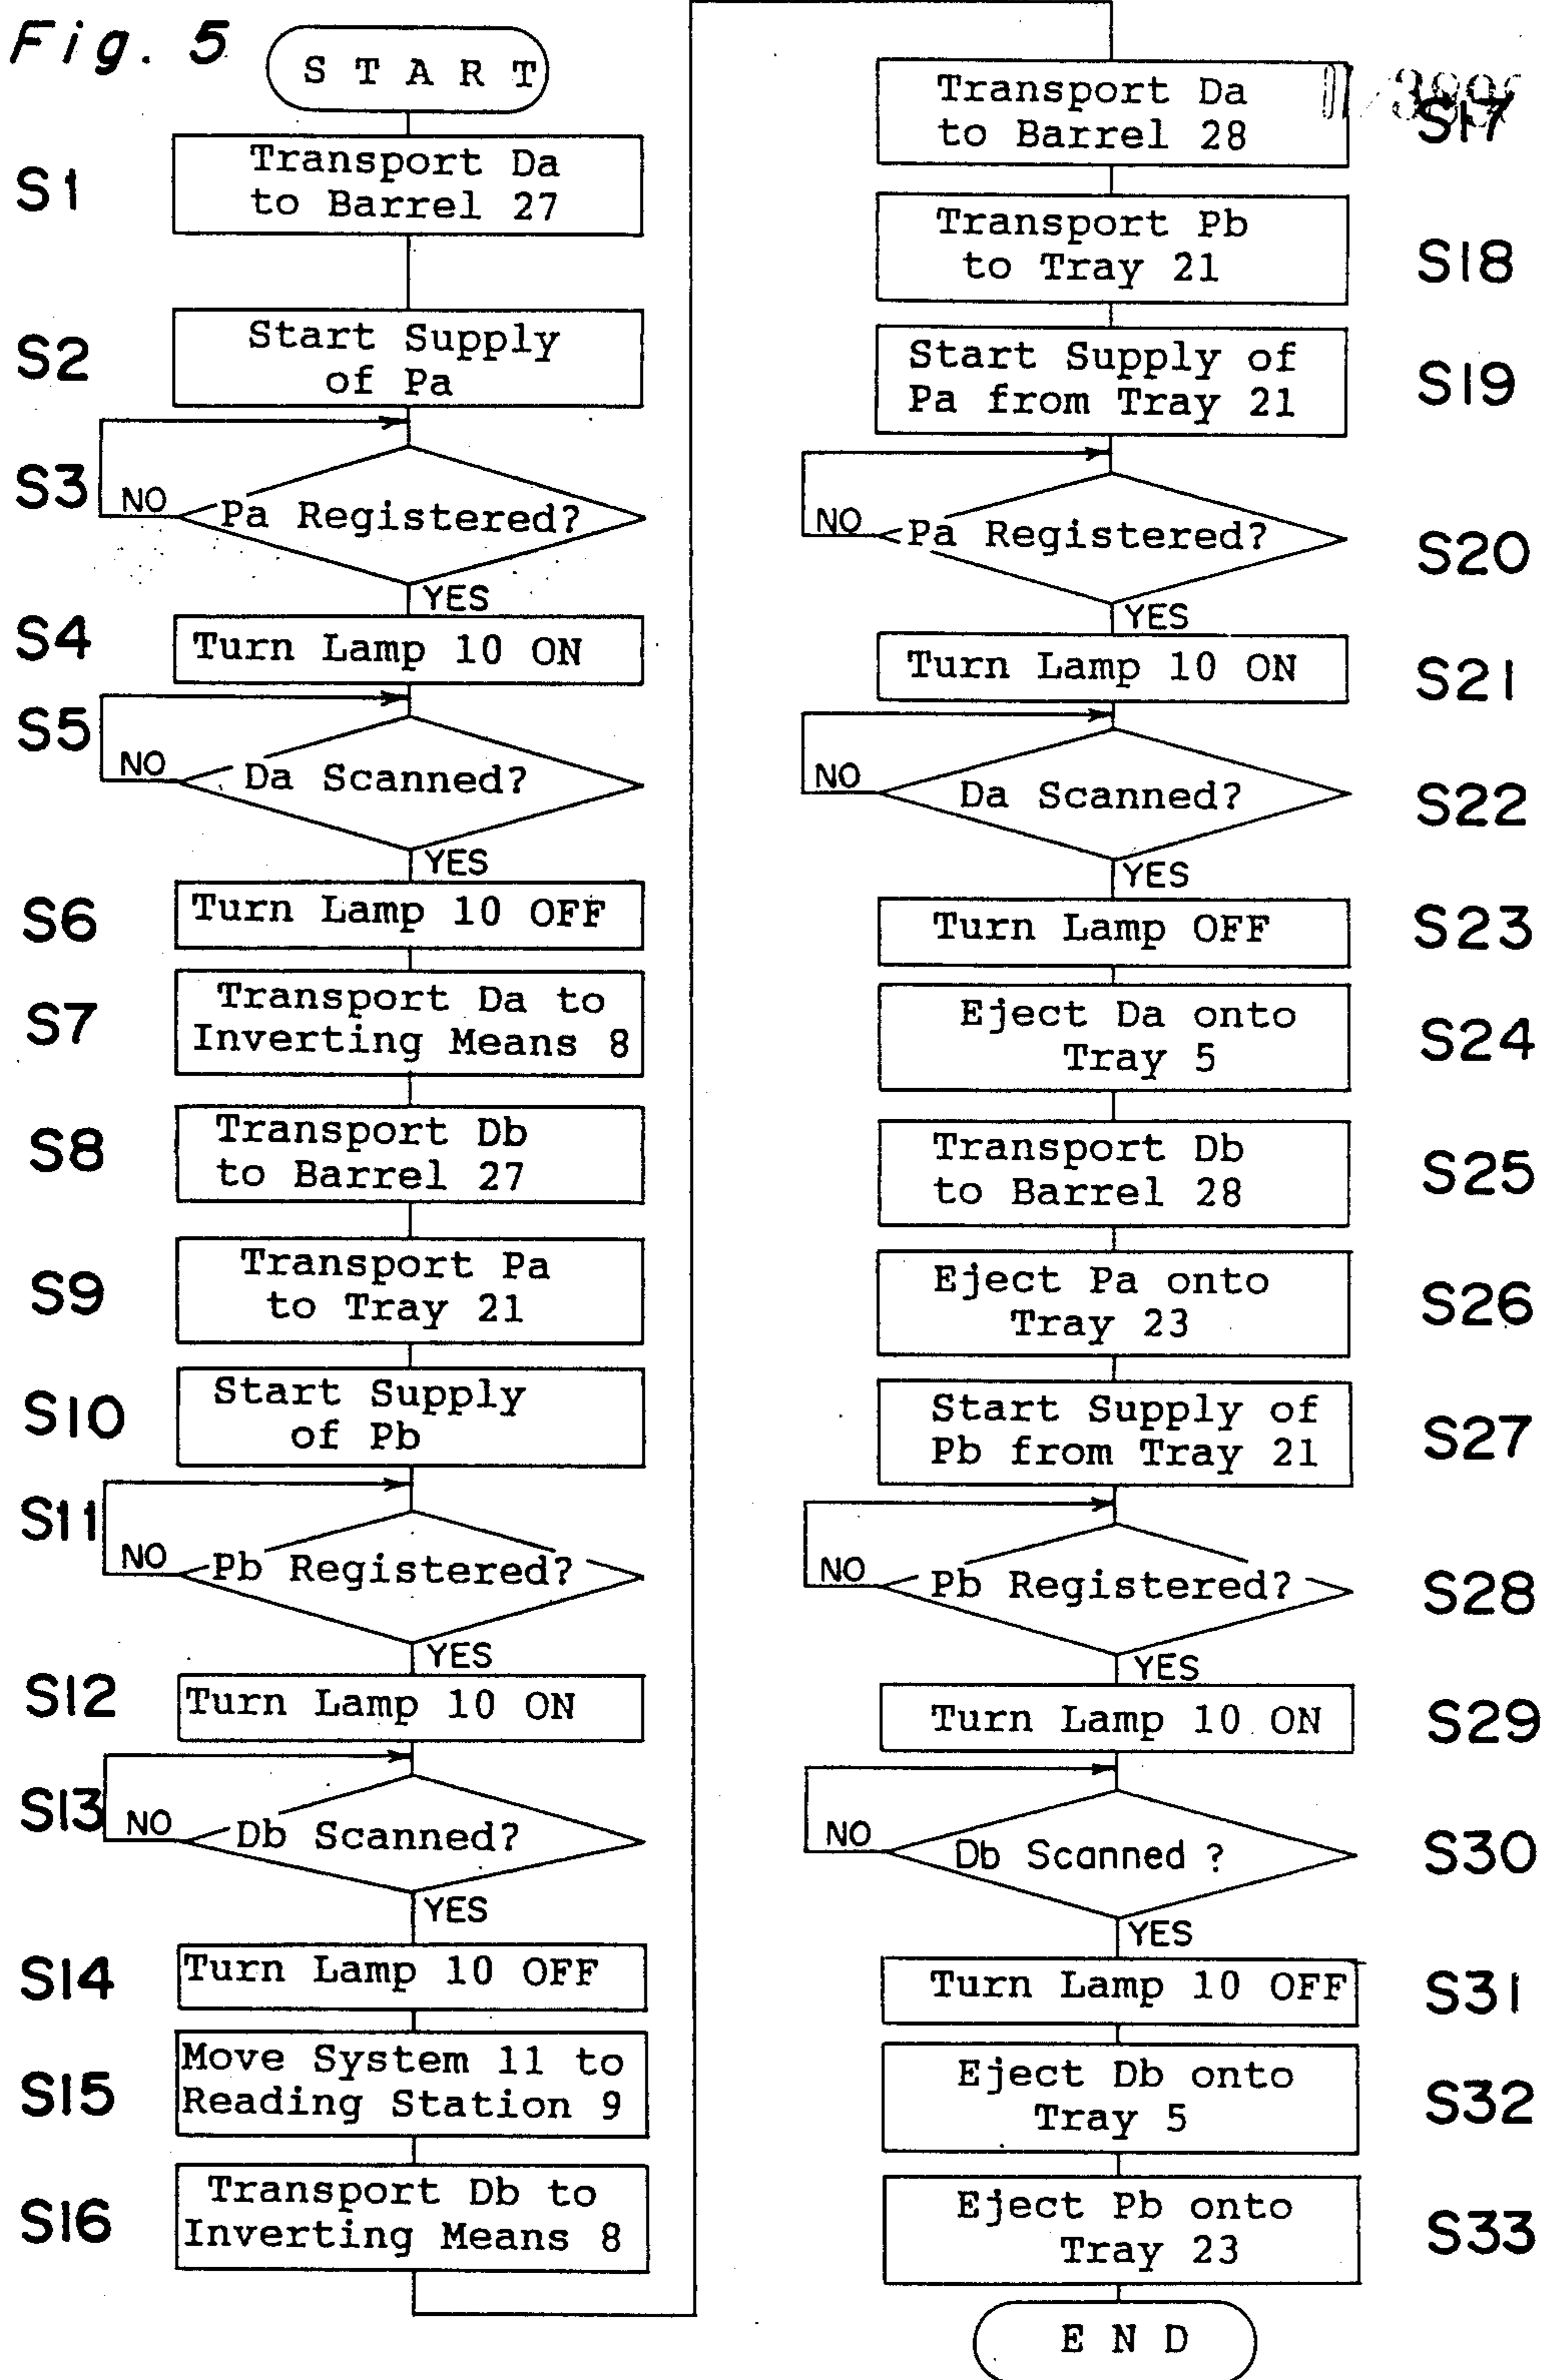 Fig. 5
START
S1
Transport Da
to Barrel 27
S2
Start Supply
of Pa
S3
NO
Pa Registered?
YES
S4
Turn Lamp 10 ON
S5
NO
Da Scanned?
YES
S6
Turn Lamp 10 OFF
S7
Transport Da to
Inverting Means 8
S8
Transport Db
to Barrel 27
S9
Transport Pa
to Tray 21
S10
Start Supply
of Pb
S11
NO
Pb Registered?
YES
S12
Turn Lamp 10 ON
S13
NO
Db Scanned?
YES
S14
Turn Lamp 10 OFF
S15
Move System 11 to
Reading Station 9
S16
Transport Db to
Inverting Means 8
Transport Da
to Barrel 28
S17
Transport Pb
to Tray 21
S18
Start Supply of
Pa from Tray 21
S19
NO
Pa Registered?
S20
YES
Turn Lamp 10 ON
S21
NO
Da Scanned?
S22
YES
Turn Lamp OFF
S23
Eject Da onto
Tray 5
S24
Transport Db
to Barrel 28
S25
Eject Pa onto
Tray 23
S26
Start Supply of
Pb from Tray 21
S27
NO
Pb Registered?
S28
YES
Turn Lamp 10 ON
S29
NO
Db Scanned ?
S30
YES
Turn Lamp 10 OFF
S31
Eject Db onto
Tray 5
S32
Eject Pb onto
Tray 23
S33
END